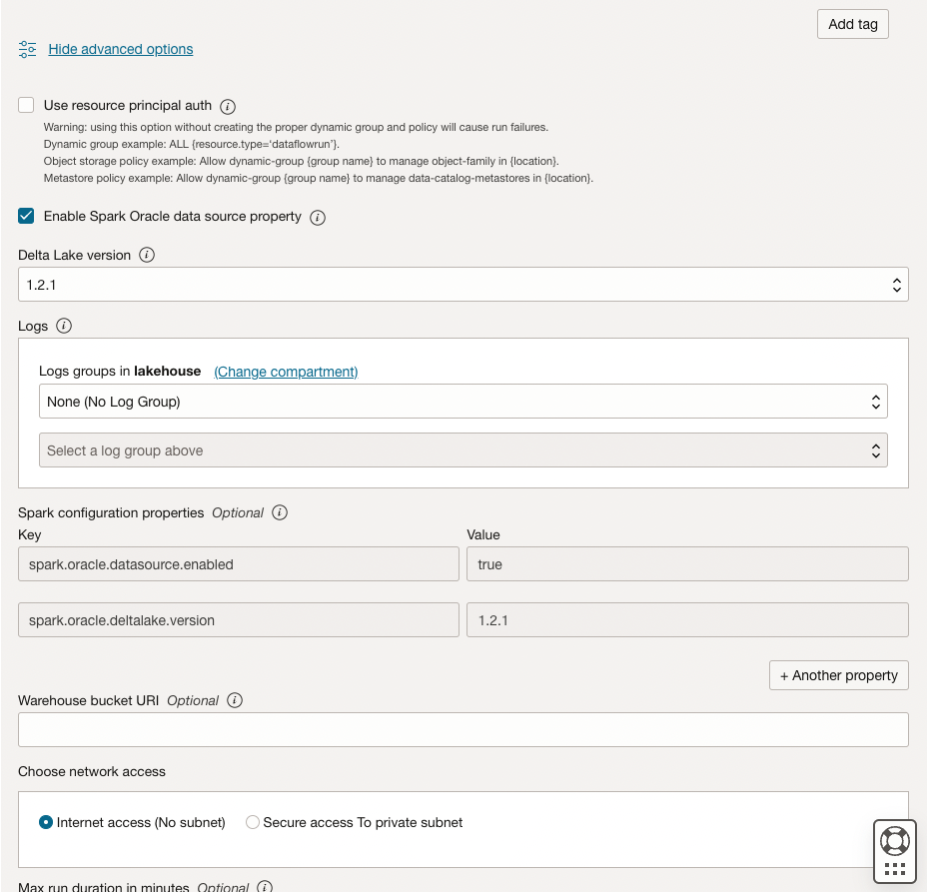 Add tag
Hide advanced options
Use resource principal auth
Warning: using this option without creating the proper dynamic group and policy will cause run failures.
Dynamic group example: ALL {resource.type='dataflowrun'}.
Object storage policy example: Allow dynamic-group {group name} to manage object-family in {location}.
Metastore policy example: Allow dynamic-group {group name} to manage data-catalog-metastores in {location}.
Enable Spark Oracle data source property
Delta Lake version
1.2.1
Logs
Logs groups in lakehouse (Change compartment)
None (No Log Group)
Select a log group above
Spark configuration properties Optional
Key Value
spark.oracle.datasource.enabled true
spark.oracle.deltalake.version 1.2.1
+ Another property
Warehouse bucket URI Optional
Choose network access
Internet access (No subnet) Secure access To private subnet
Max run duration in minutes Optional